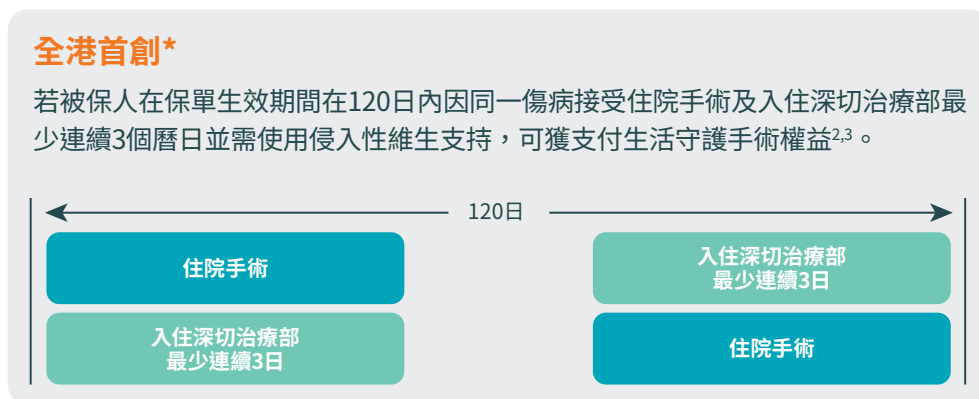 全港首創*
若被保人在保單生效期間在120日內因同一傷病接受住院手術及入住深切治療部最
少連續3個曆日並需使用侵入性維生支持，可獲支付生活守護手術權益2,3。
120日
住院手術
入住深切治療部
最少連續3日
入住深切治療部
最少連續3日
住院手術